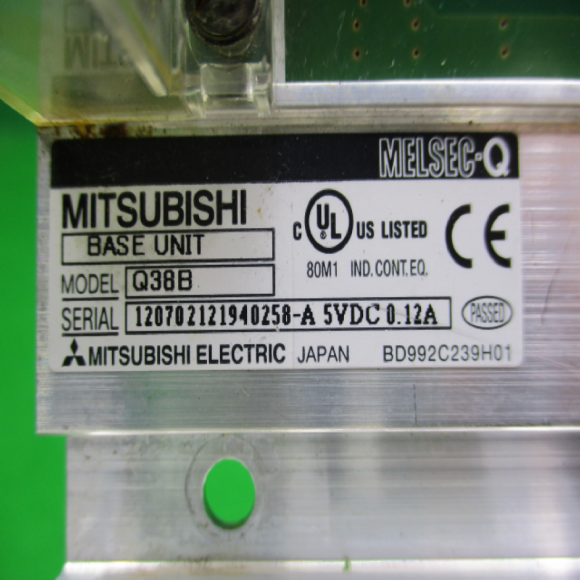 MELSEC-Q
MITSUBISHI
BASE UNIT
MODEL Q38B
SERIAL 120702121940258-A 5VDC 0.12A
C UL ® US LISTED
80M1 IND.CONT.EQ.
CE
PASSED
MITSUBISHI ELECTRIC JAPAN BD992C239H01